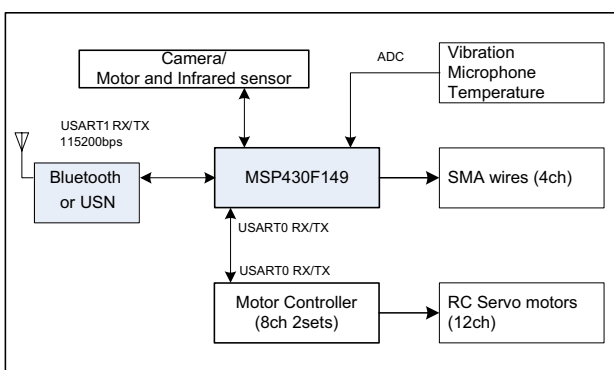 Camera/
Motor and Infrared sensor
ADC
Vibration
Microphone
Temperature
USART1 RX/TX
115200bps
Bluetooth
or USN
MSP430F149
SMA wires (4ch)
USART0 RX/TX
USART0 RX/TX
Motor Controller
(8ch 2sets)
RC Servo motors
(12ch)